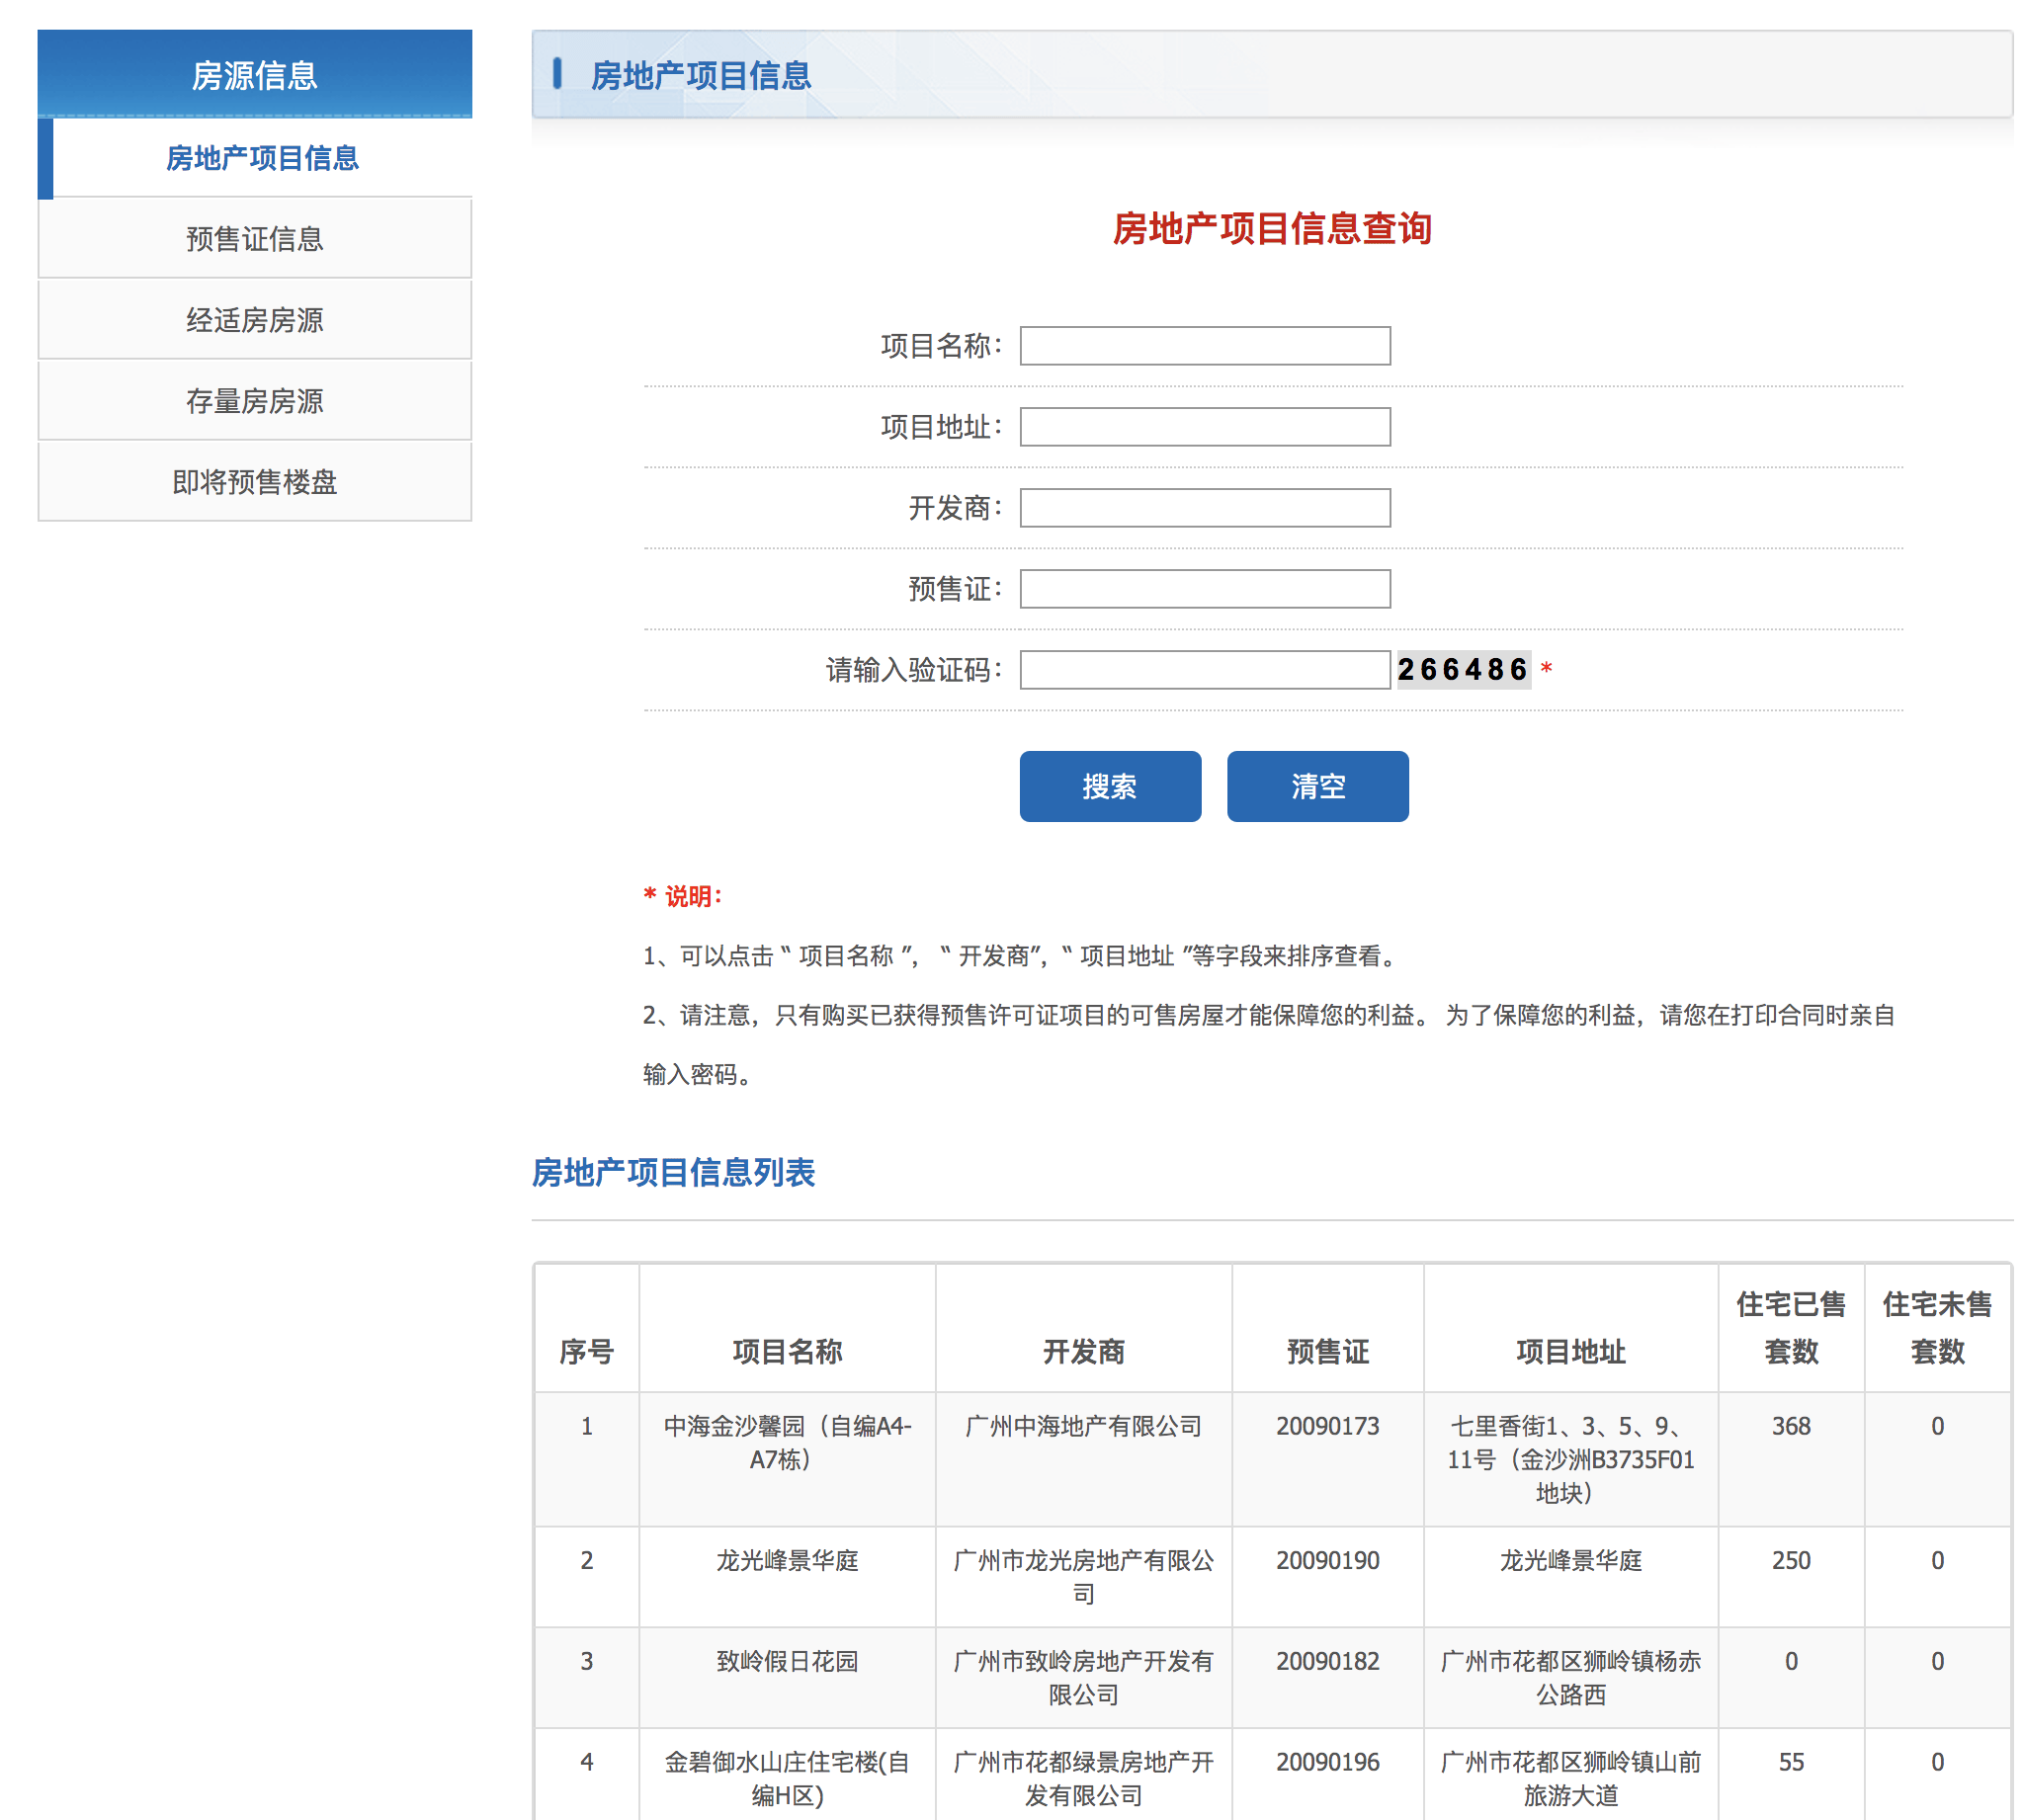 房源信息
房地产项目信息
预售证信息
经适房房源
存量房房源
即将预售楼盘
房地产项目信息
房地产项目信息查询
项目名称：
项目地址：
开发商：
预售证：
请输入验证码： 266486 *
搜索 清空
* 说明：
1、可以点击〝 项目名称 〞，〝 开发商〞，〝 项目地址 〞等字段来排序查看。
2、请注意，只有购买已获得预售许可证项目的可售房屋才能保障您的利益。 为了保障您的利益，请您在打印合同时亲自
输入密码。
房地产项目信息列表
序号 项目名称 开发商 预售证 项目地址 住宅已售套数 住宅未售套数
1 中海金沙馨园（自编A4-A7栋） 广州中海地产有限公司 20090173 七里香街1、3、5、9、11号（金沙洲B3735F01地块） 368 0
2 龙光峰景华庭 广州市龙光房地产有限公司 20090190 龙光峰景华庭 250 0
3 致岭假日花园 广州市致岭房地产开发有限公司 20090182 广州市花都区狮岭镇杨赤公路西 0 0
4 金碧御水山庄住宅楼(自编H区) 广州市花都绿景房地产开发有限公司 20090196 广州市花都区狮岭镇山前旅游大道 55 0